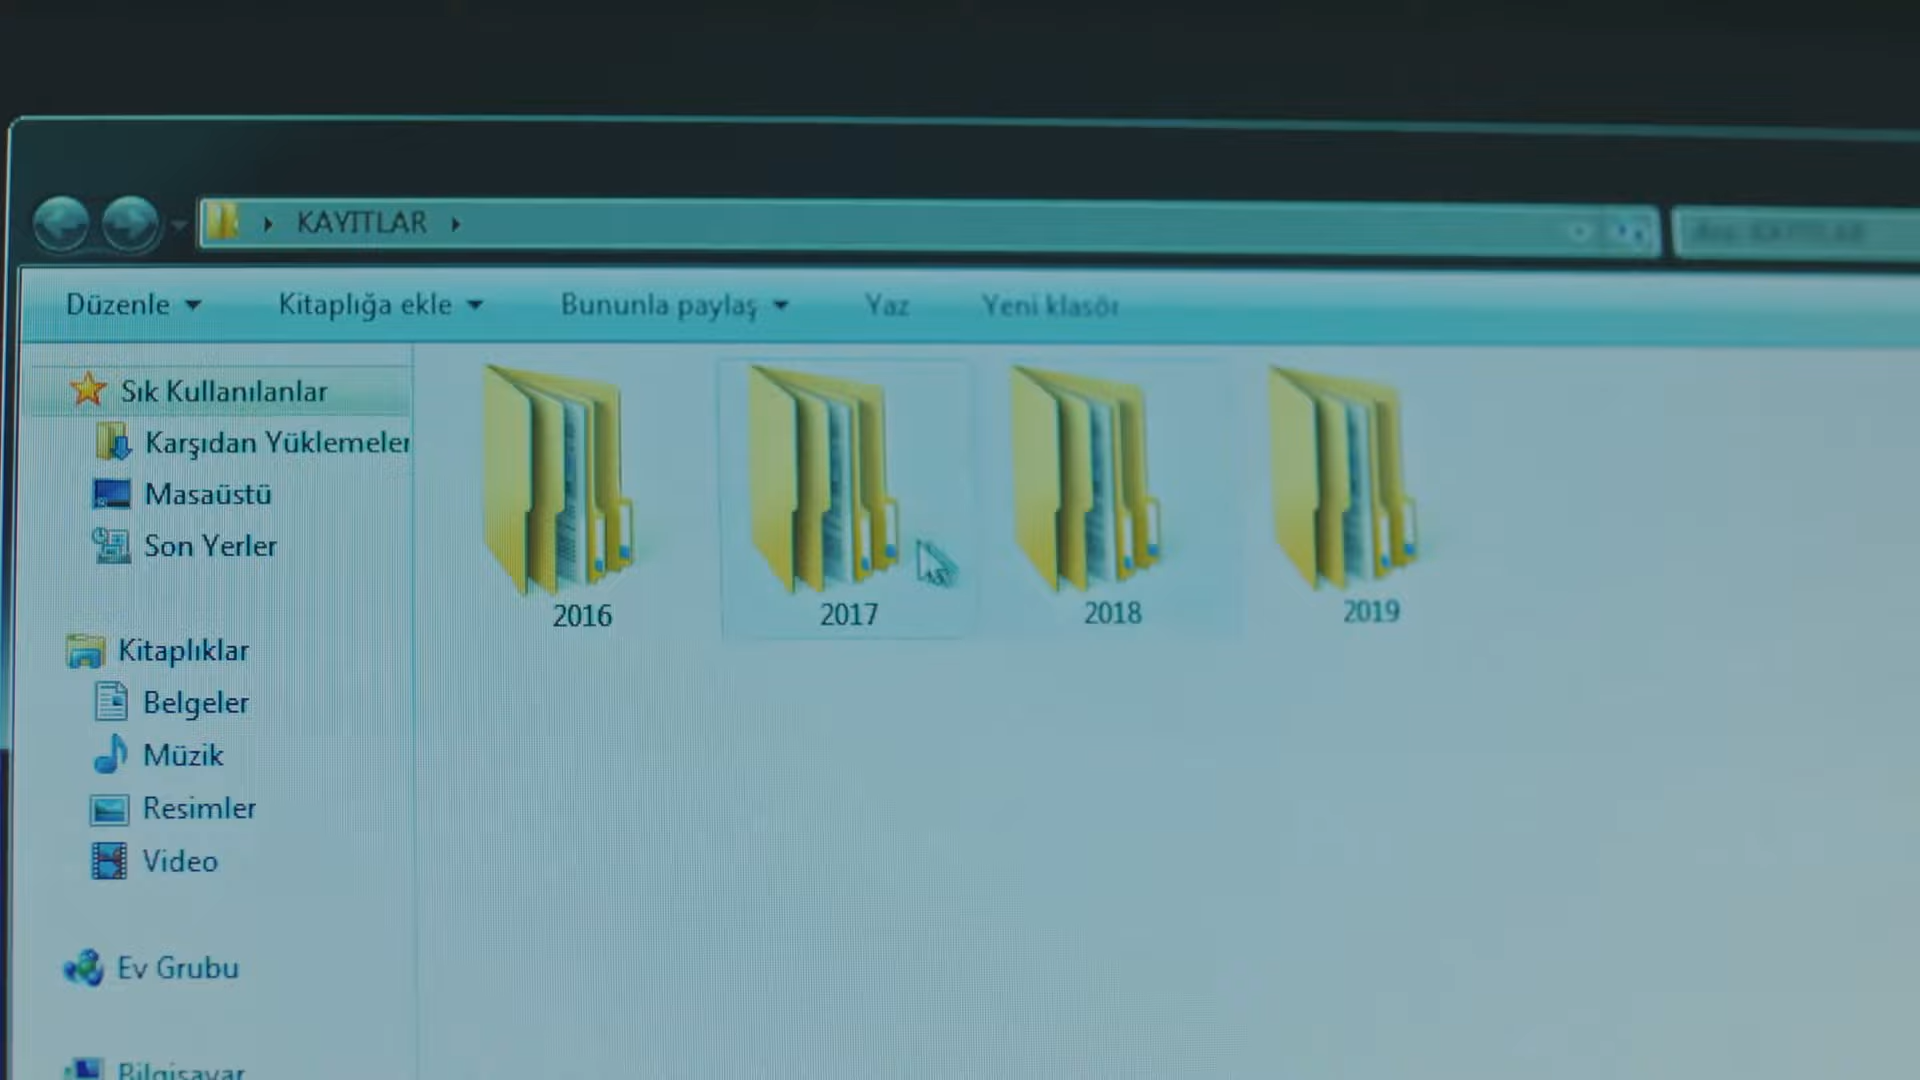 KAYITLAR
Düzenle Kitaplığa ekle Bununla paylaş Yaz Yeni klasör
Sık Kullanılanlar
Karşıdan Yüklemeler
Masaüstü
Son Yerler
Kitaplıklar
Belgeler
Müzik
Resimler
Video
Ev Grubu
Bilgisayar
2016 2017 2018 2019